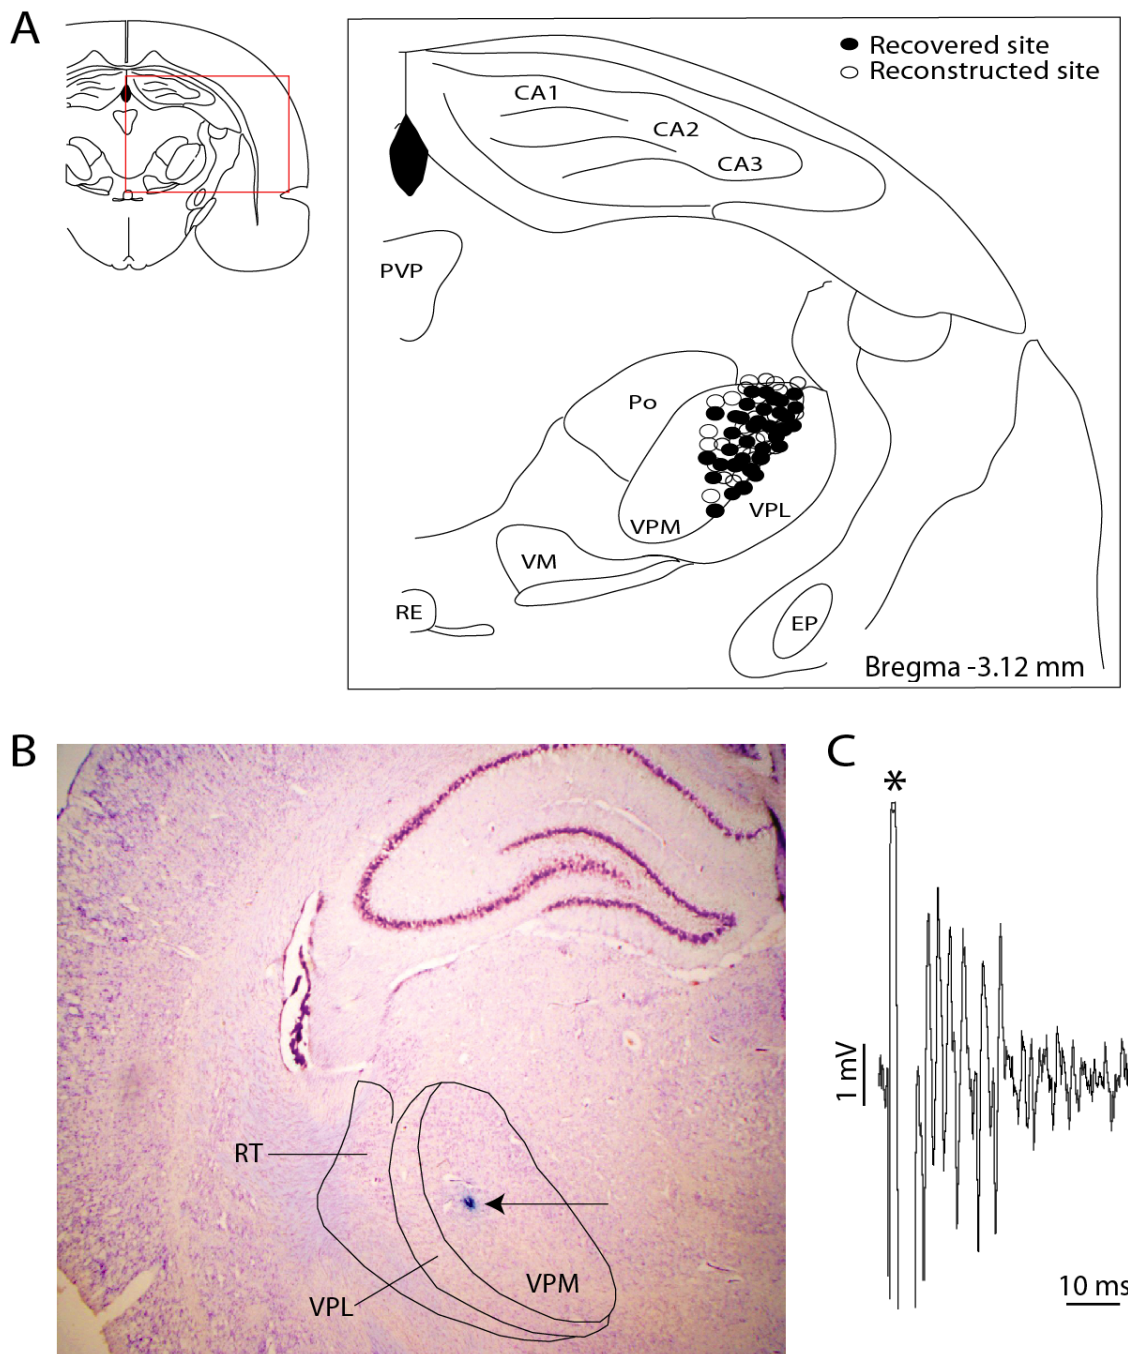 A
Recovered site
Reconstructed site
CA1
CA2
CA3
PVP
Po
VPM
VPL
VM
RE
EP
Bregma -3.12 mm
B
RT
VPL
VPM
C
*
1 mV
10 ms